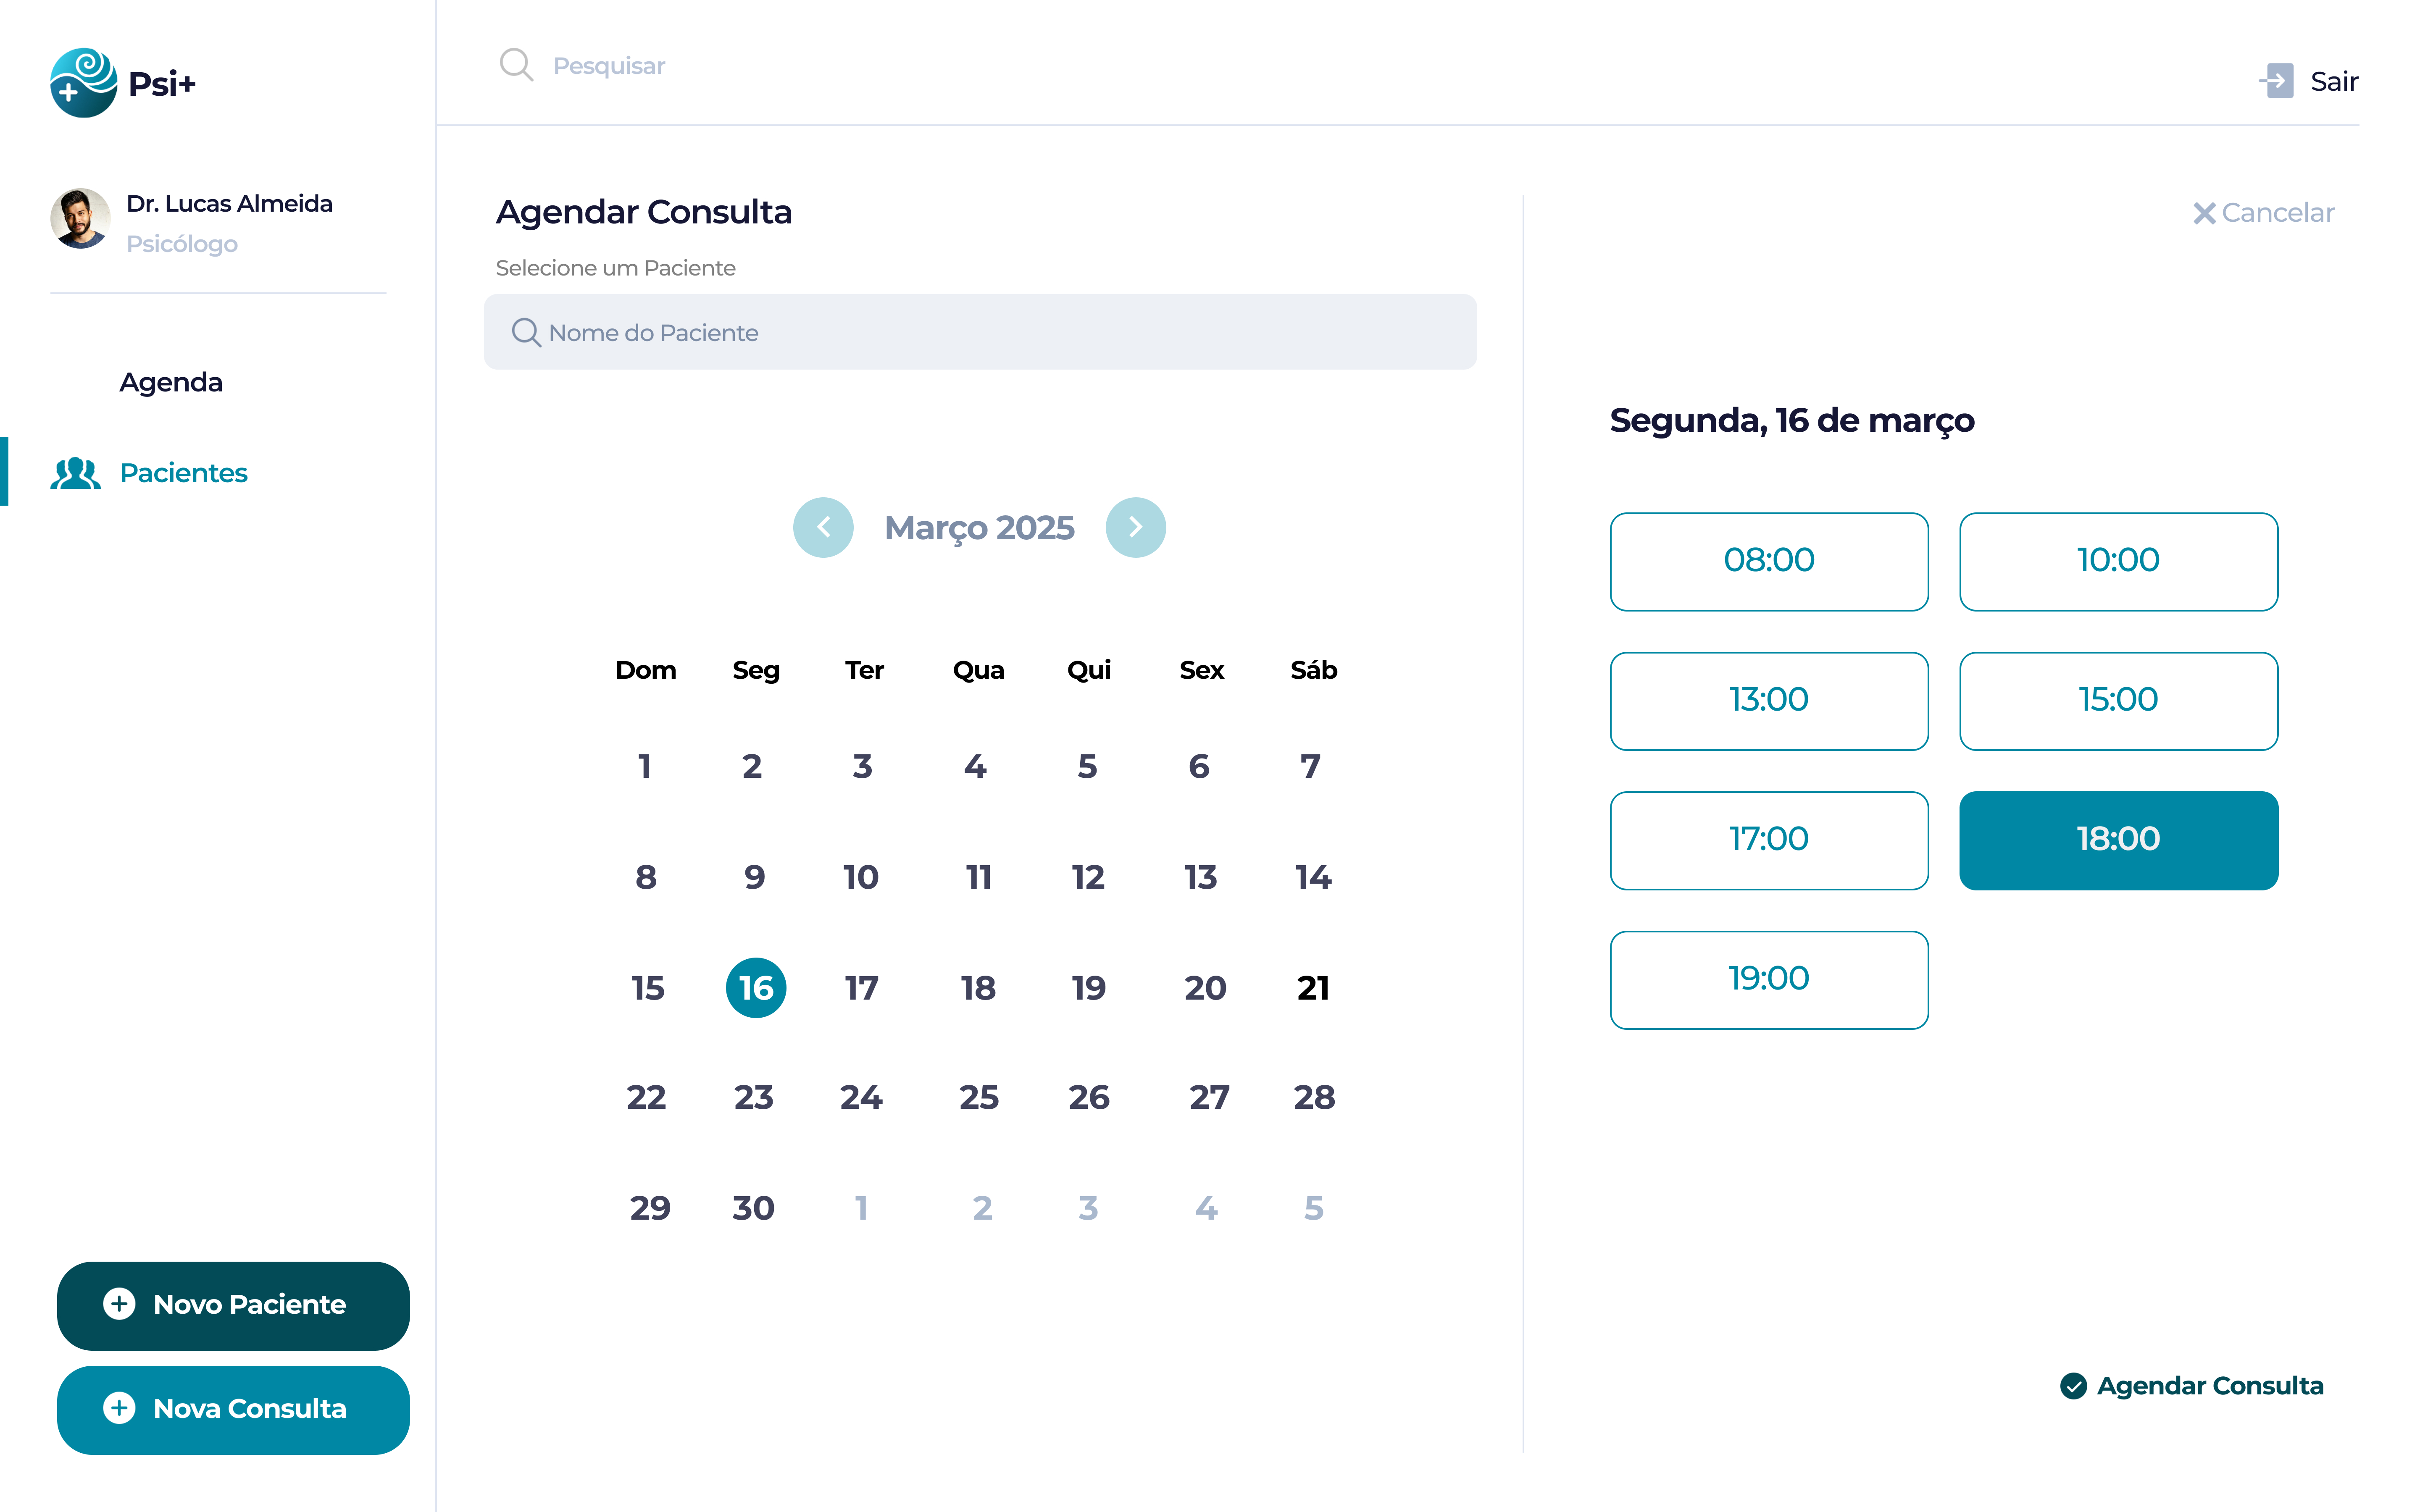 Psi+
Dr. Lucas Almeida
Psicólogo
Agenda
Pacientes
Novo Paciente
Nova Consulta
Pesquisar
Sair
Agendar Consulta
Selecione um Paciente
Nome do Paciente
Março 2025
Dom Seg Ter Qua Qui Sex Sáb
1 2 3 4 5 6 7
8 9 10 11 12 13 14
15 16 17 18 19 20 21
22 23 24 25 26 27 28
29 30 1 2 3 4 5
Cancelar
Segunda, 16 de março
08:00 10:00
13:00 15:00
17:00 18:00
19:00
Agendar Consulta